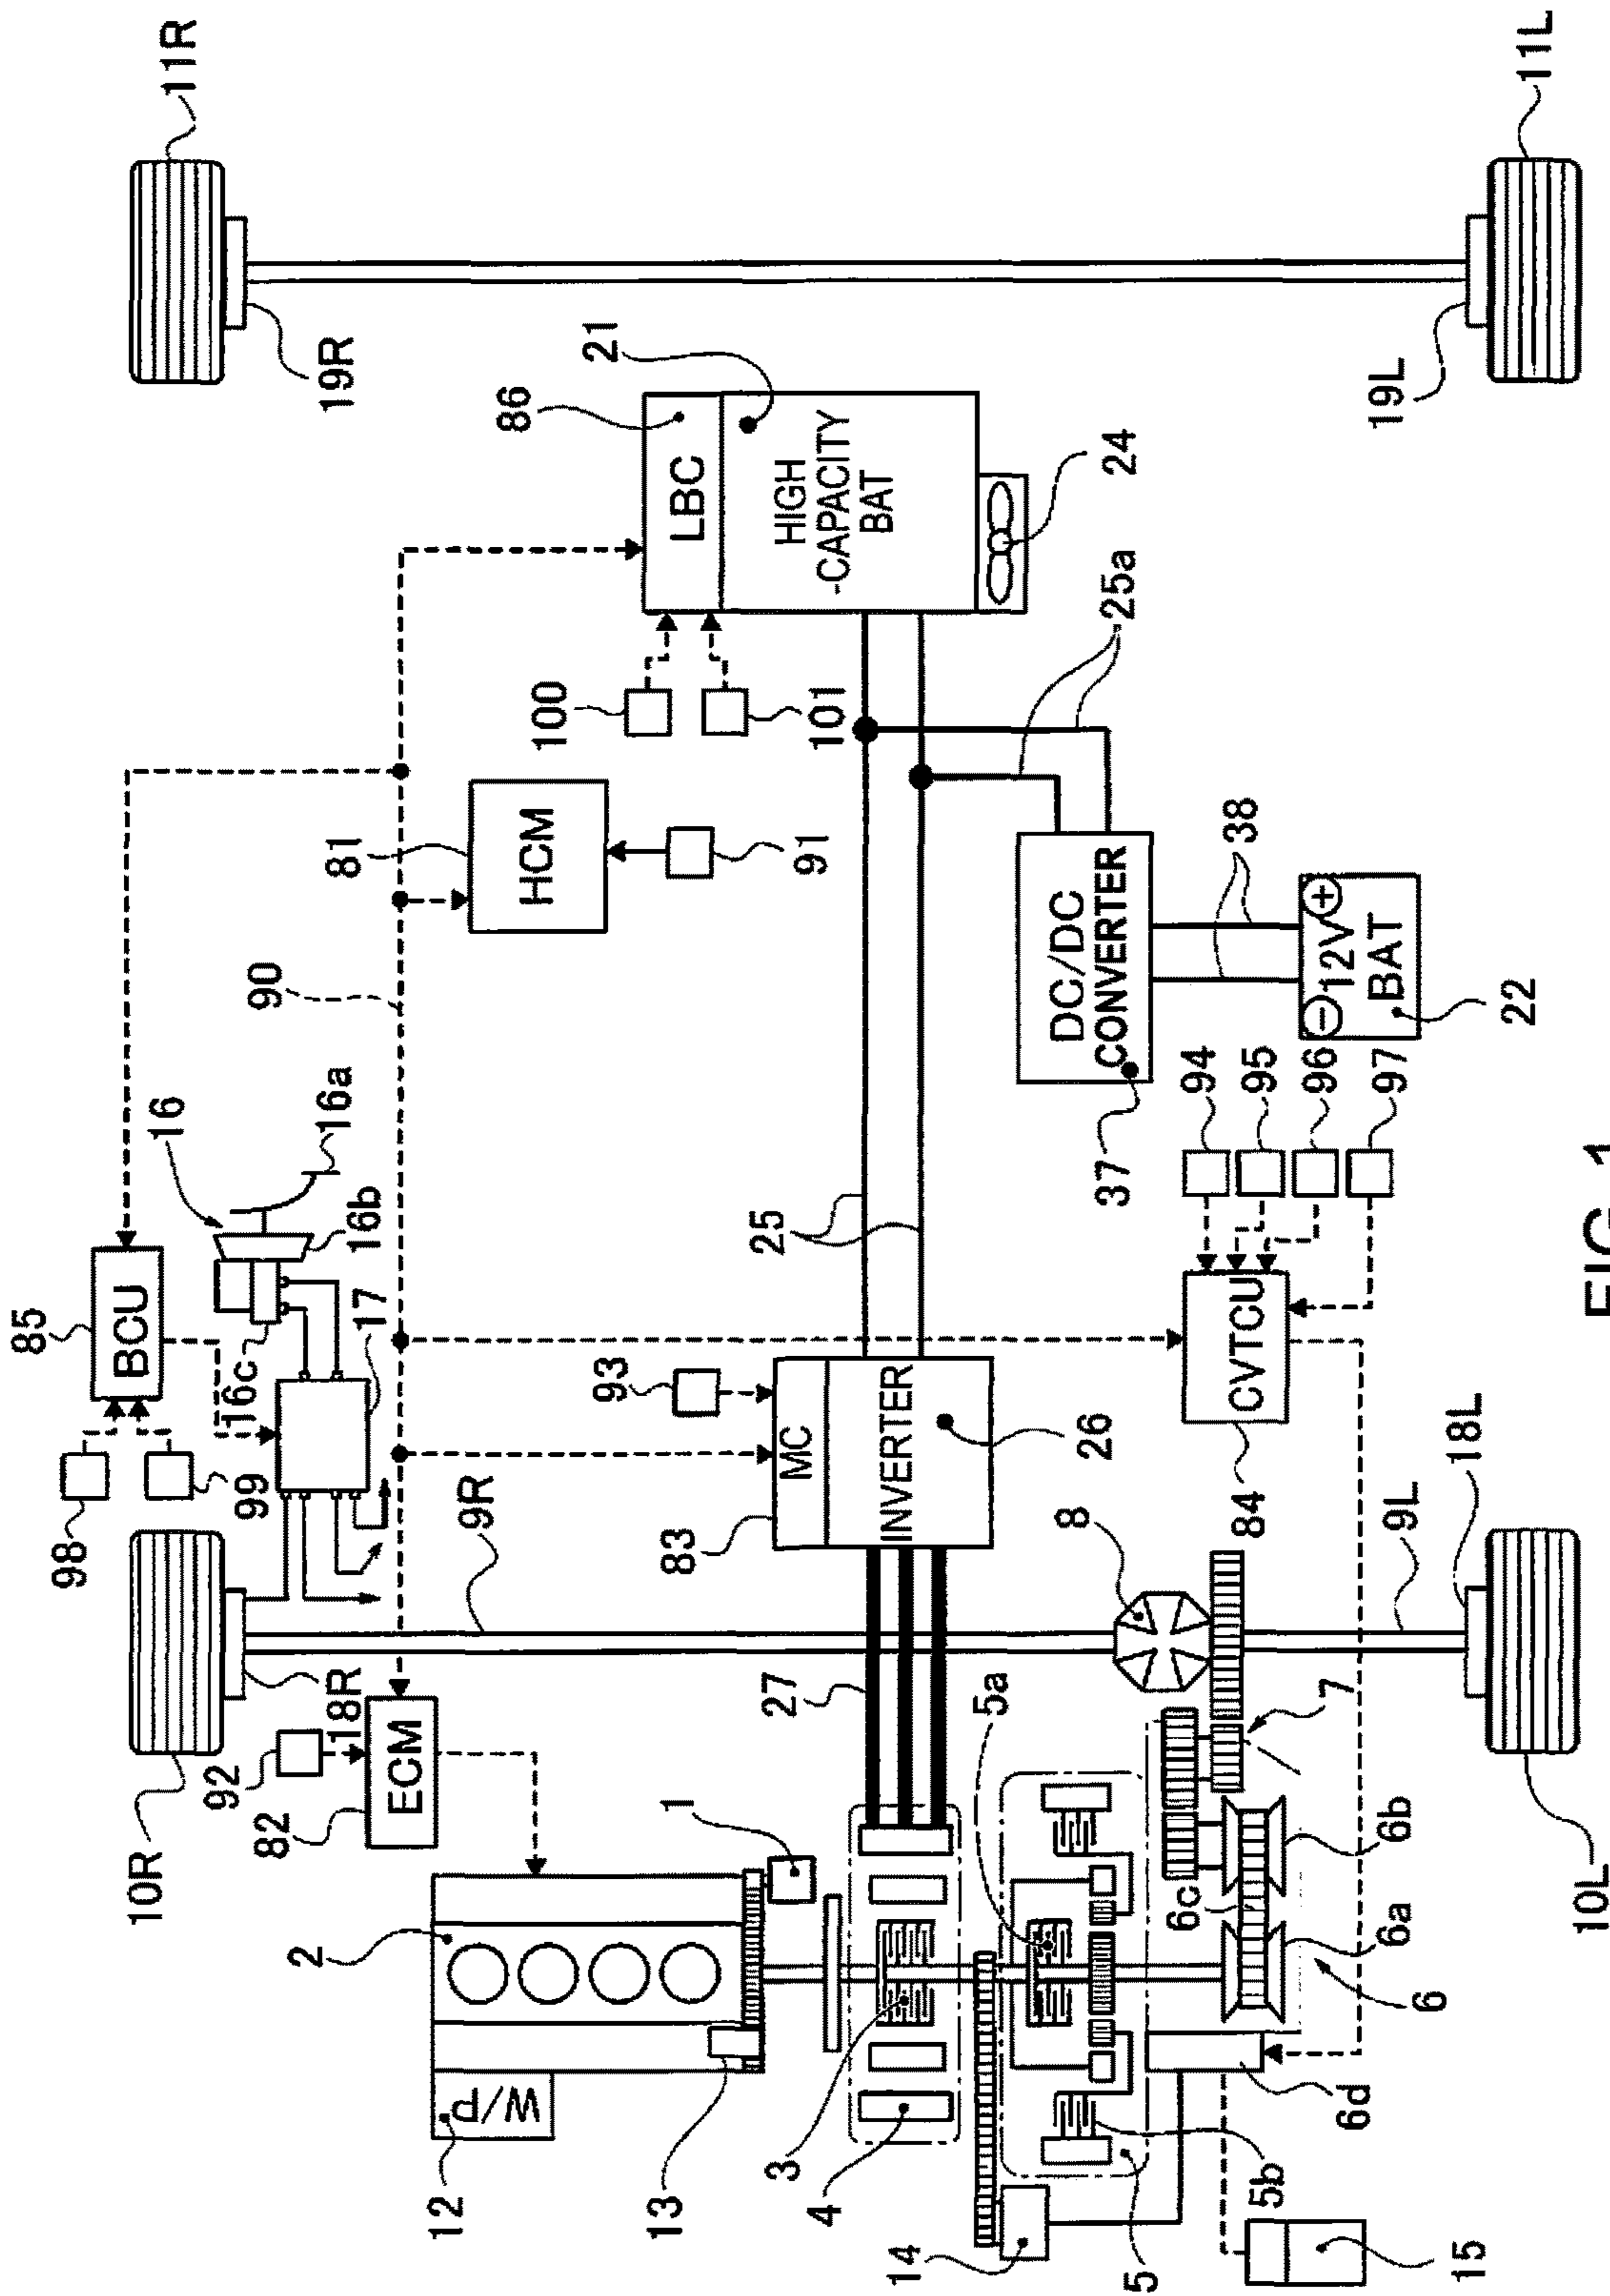 11R
11L
19R
19L
21
86
LBC
HIGH
-CAPACITY
BAT
24
25a
100
101
81
HCM
91
90
DC/DC
CONVERTER
37
38
12V
BAT
22
16
16a
16b
16c
17
85
BCU
98
99
25
94
95
96
97
93
MC
INVERTER
26
83
CVTCU
84
9R
8
9L
18L
18R
10R
10L
92
82
ECM
27
5a
7
1
2
6c
6b
6a
6
6d
W/P
12
13
3
4
14
5
5b
15
FIG. 1